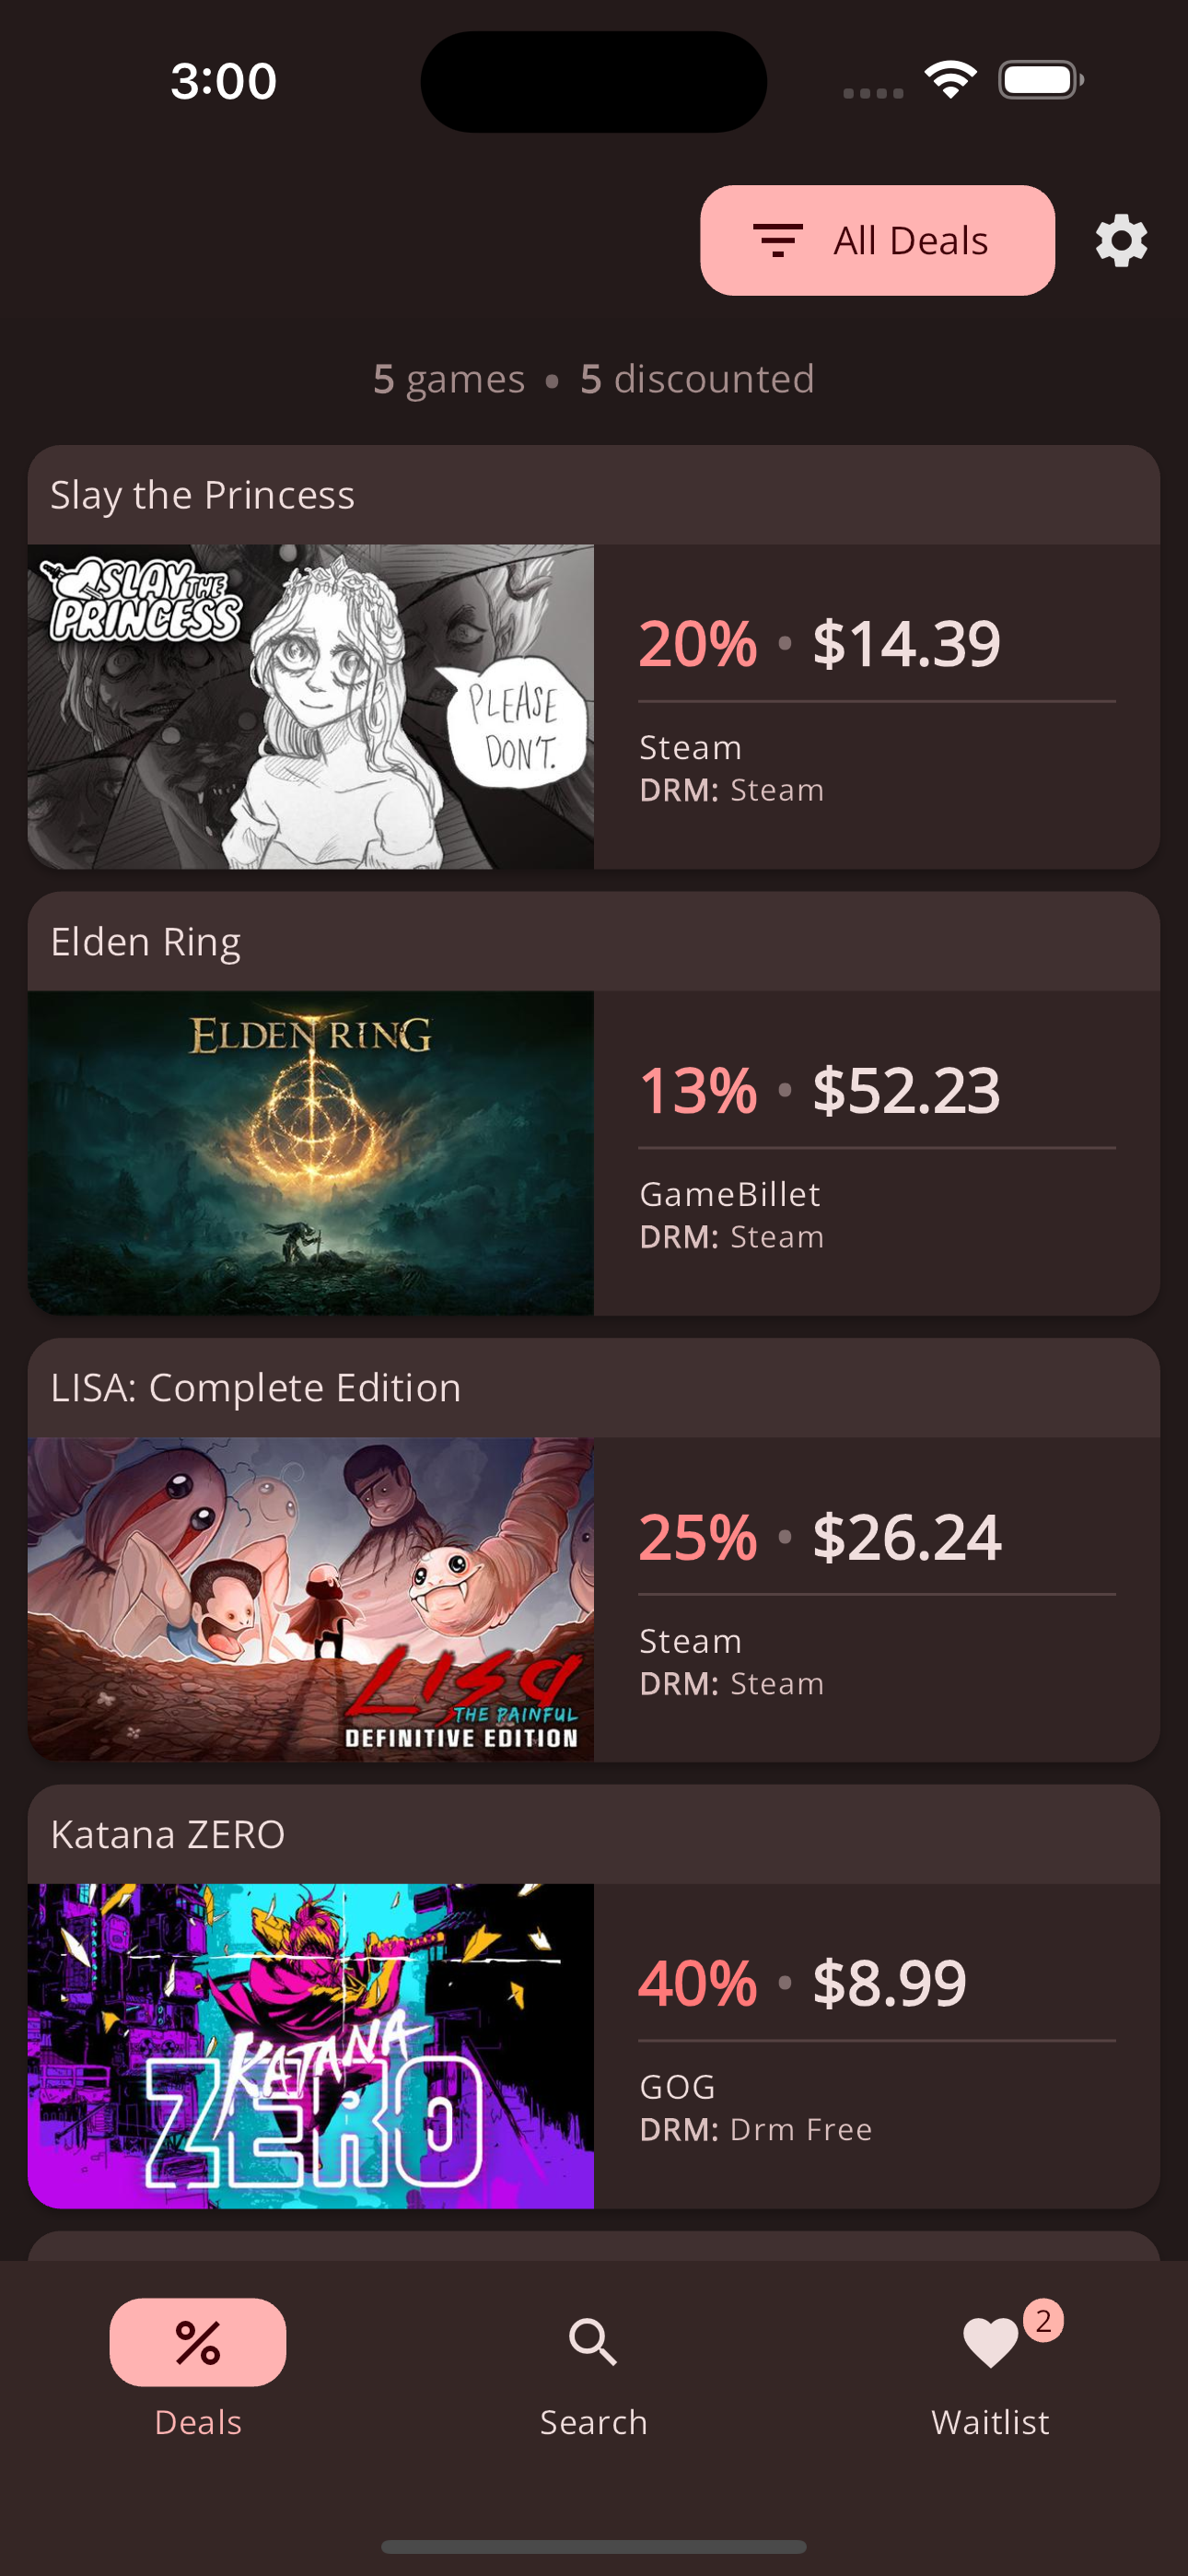 3:00
All Deals
5 games • 5 discounted
Slay the Princess
SLAY THE
PRINCESS
PLEASE
DON'T.
20% • $14.39
Steam
DRM: Steam
Elden Ring
ELDEN RING
13% • $52.23
GameBillet
DRM: Steam
LISA: Complete Edition
LISA
THE PAINFUL
DEFINITIVE EDITION
25% • $26.24
Steam
DRM: Steam
Katana ZERO
KATANA
ZERO
40% • $8.99
GOG
DRM: Drm Free
2
Deals
Search
Waitlist